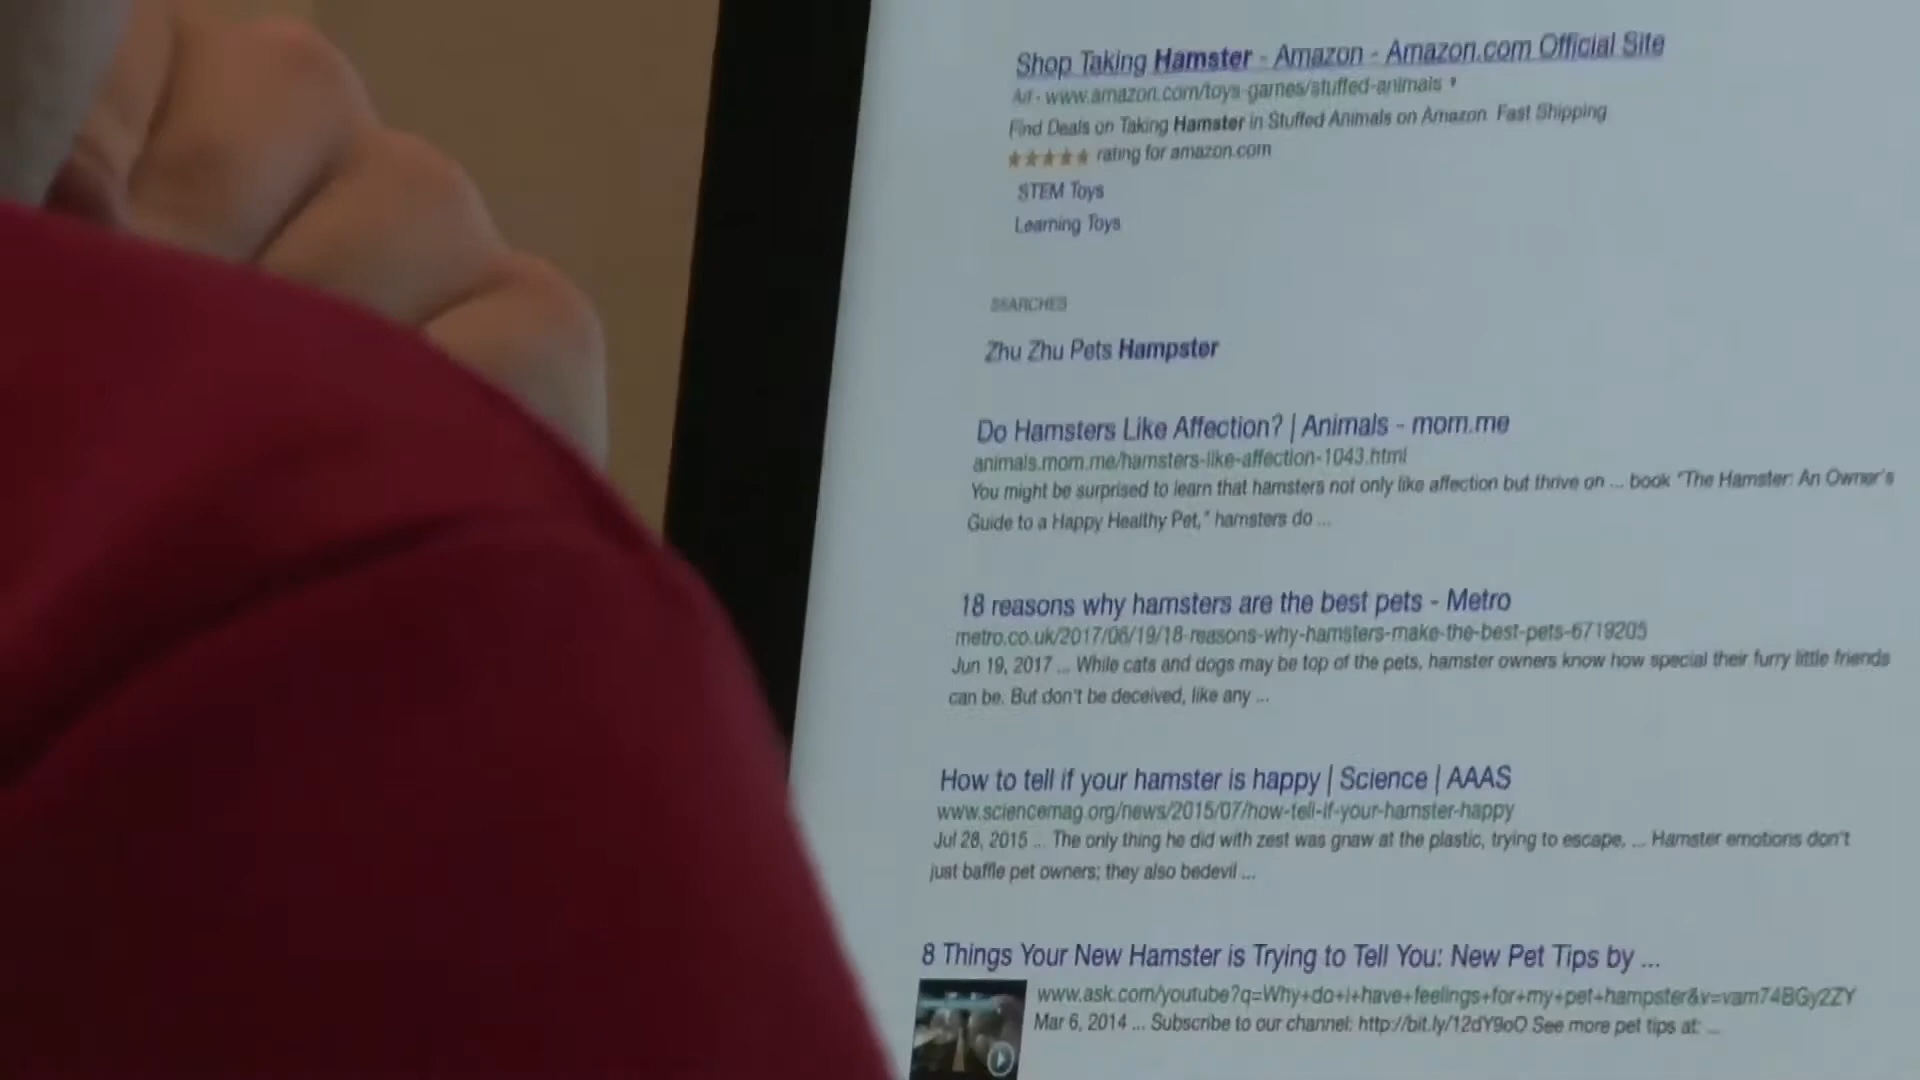 Shop Taking Hamster - Amazon - Amazon.com Official Site
Ad - www.amazon.com/toys-games/stuffed-animals
Find Deals on Taking Hamster in Stuffed Animals on Amazon. Fast Shipping
rating for amazon.com
STEM Toys
Learning Toys
SEARCHES
Zhu Zhu Pets Hampster
Do Hamsters Like Affection? | Animals - mom.me
animals.mom.me/hamsters-like-affection-1043.html
You might be surprised to learn that hamsters not only like affection but thrive on ... book "The Hamster: An Owner's
Guide to a Happy Healthy Pet," hamsters do ...
18 reasons why hamsters are the best pets - Metro
metro.co.uk/2017/06/19/18-reasons-why-hamsters-make-the-best-pets-6719205
Jun 19, 2017 ... While cats and dogs may be top of the pets, hamster owners know how special their furry little friends
can be. But don't be deceived, like any ...
How to tell if your hamster is happy | Science | AAAS
www.sciencemag.org/news/2015/07/how-tell-if-your-hamster-happy
Jul 28, 2015 ... The only thing he did with zest was gnaw at the plastic, trying to escape, ... Hamster emotions don't
just baffle pet owners; they also bedevil ...
8 Things Your New Hamster is Trying to Tell You: New Pet Tips by ...
www.ask.com/youtube?q=Why+do+i+have+feelings+for+my+pet+hampster&v=vam74BGy2ZY
Mar 6, 2014 ... Subscribe to our channel: http://bit.ly/12dY9oO See more pet tips at: ...